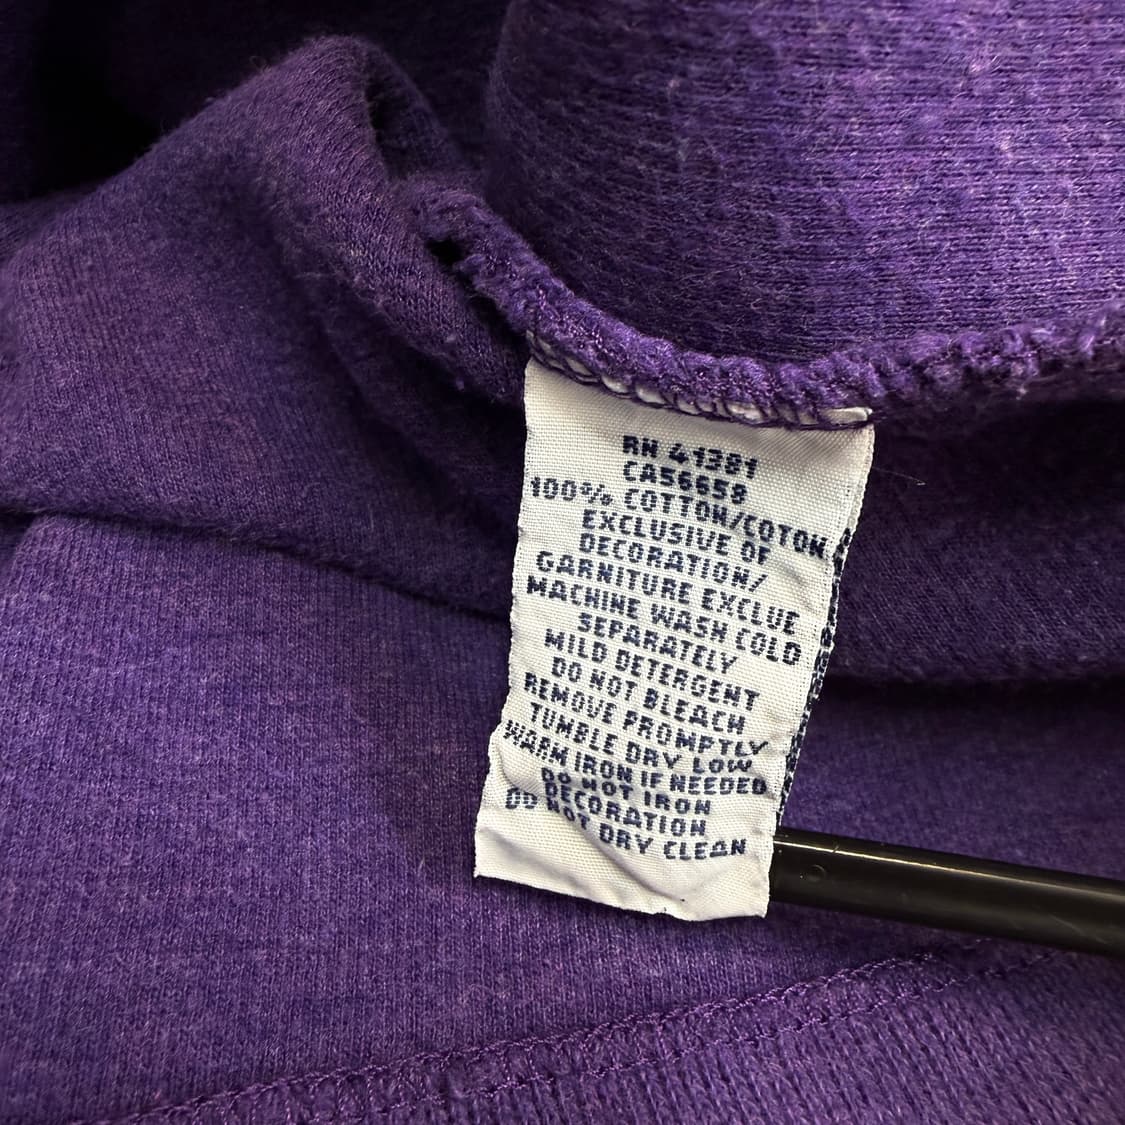 RN 41381
CA56658
100% COTTON/COTON
EXCLUSIVE OF
DECORATION/
GARNITURE EXCLUE
MACHINE WASH COLD
SEPARATELY
MILD DETERGENT
DO NOT BLEACH
REMOVE PROMPTLY
TUMBLE DRY LOW
WARM IRON IF NEEDED
DO NOT IRON
DECORATION
DO NOT DRY CLEAN